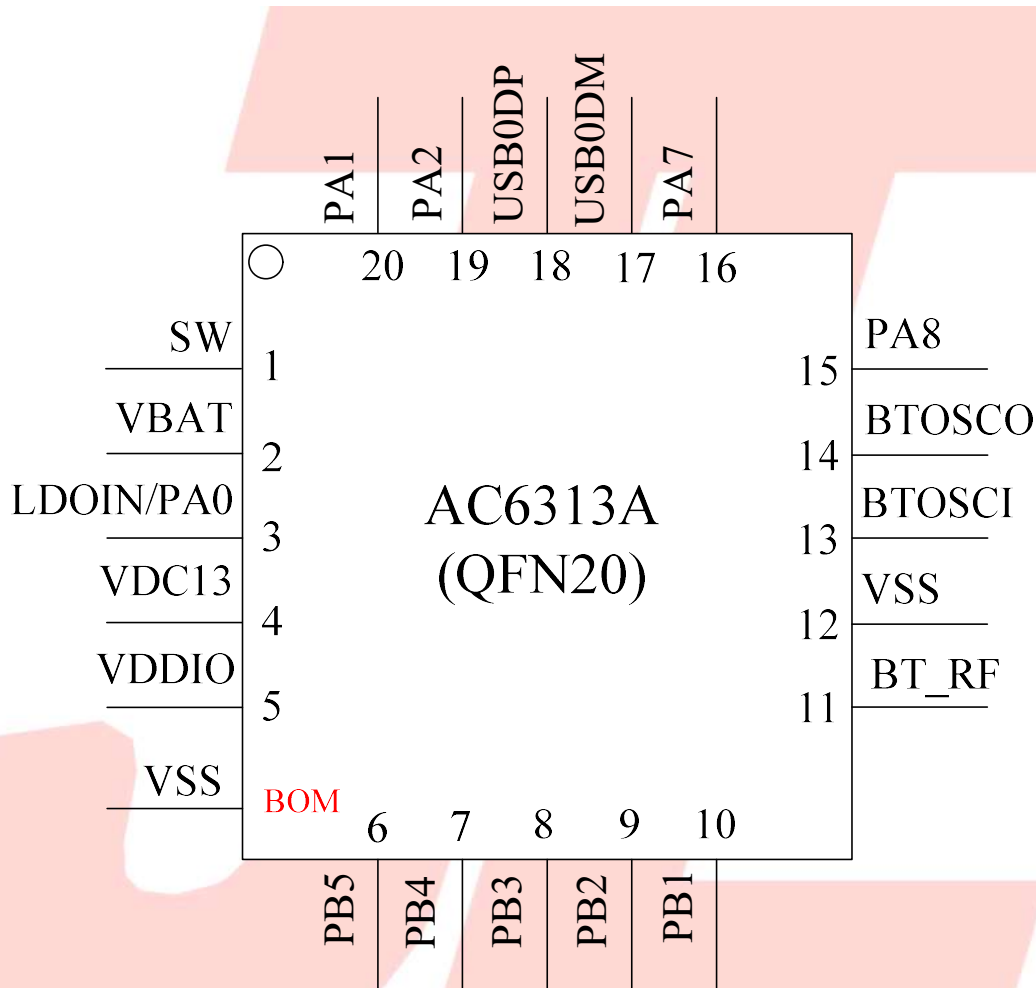 PA1
PA2
USB0DP
USB0DM
PA7
20 19 18 17 16
SW
1
VBAT
2
LDOIN/PA0
3
VDC13
4
VDDIO
5
VSS
BOM
AC6313A
(QFN20)
PA8
15
BTOSCO
14
BTOSCI
13
VSS
12
BT_RF
11
6 7 8 9 10
PB5
PB4
PB3
PB2
PB1